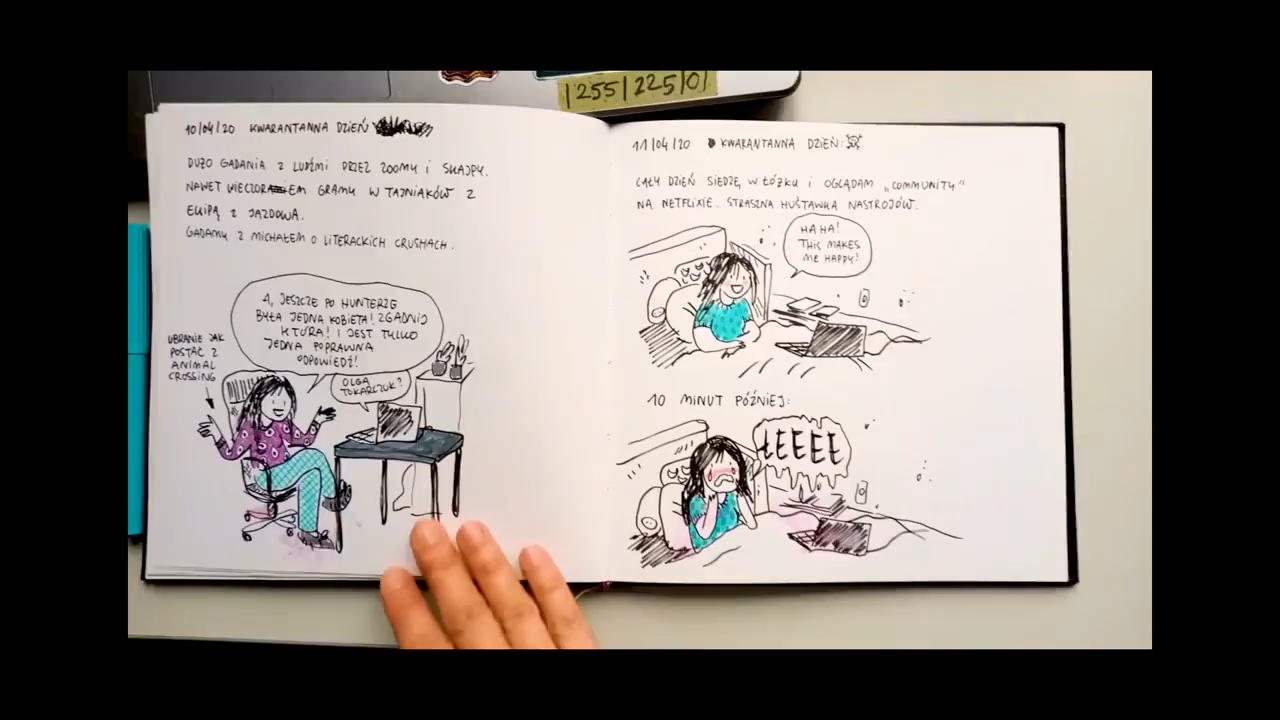 |255|225|0|
10/04/20 KWARANTANNA DZIEŃ
DUŻO GADANIA Z LUDŹMI PRZEZ ZOOMY I SKAJPY.
NAWET WIECZOREM GRAMY W TAJNIAKÓW Z
EKIPĄ Z JAZDOWA.
GADAMY Z MICHAŁEM O LITERACKICH CRUSHACH.
A, JESZCZE PO HUNTERZE
BYŁA JEDNA KOBIETA! ZGADNIJ
KTÓRA! I JEST TYLKO
JEDNA POPRAWNA
ODPOWIEDŹ!
UBRANIE JAK
POSTAĆ Z
ANIMAL
CROSSING
OLGA
TOKARCZUK?
11/04/20 KWARANTANNA DZIEŃ:
CAŁY DZIEŃ SIEDZĘ W ŁÓŻKU I OGLĄDAM „COMMUNITY"
NA NETFLIXIE. STRASZNA HUŚTAWKA NASTROJÓW.
HA HA!
THIS MAKES
ME HAPPY!
10 MINUT PÓŹNIEJ:
ŁEEEE